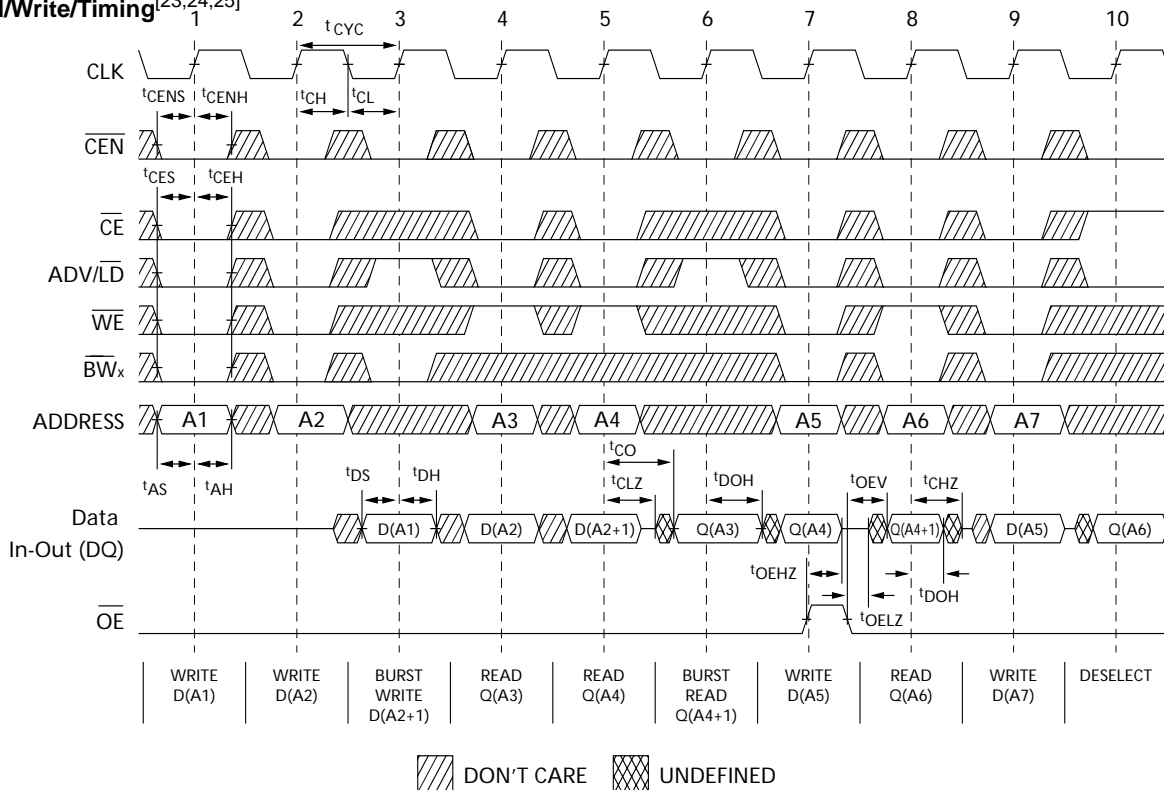 /Write/Timing[23,24,25]
1 2 3 4 5 6 7 8 9 10
tCYC
CLK
tCENS tCENH tCH tCL
CEN
tCES tCEH
CE
ADV/LD
WE
BWx
ADDRESS A1 A2 A3 A4 A5 A6 A7
tCO
tAS tAH tDS tDH tCLZ tDOH tOEV tCHZ
Data
In-Out (DQ) D(A1) D(A2) D(A2+1) Q(A3) Q(A4) Q(A4+1) D(A5) Q(A6)
tOEHZ tDOH
tOELZ
OE
WRITE
D(A1)
WRITE
D(A2)
BURST
WRITE
D(A2+1)
READ
Q(A3)
READ
Q(A4)
BURST
READ
Q(A4+1)
WRITE
D(A5)
READ
Q(A6)
WRITE
D(A7)
DESELECT
DON'T CARE UNDEFINED